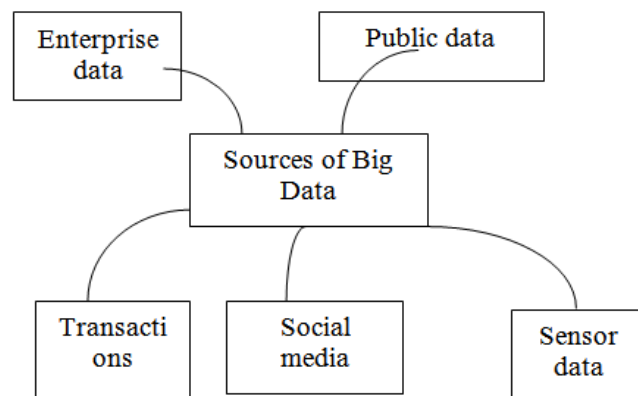 Enterprise
data
Public data
Sources of Big
Data
Transacti
ons
Social
media
Sensor
data